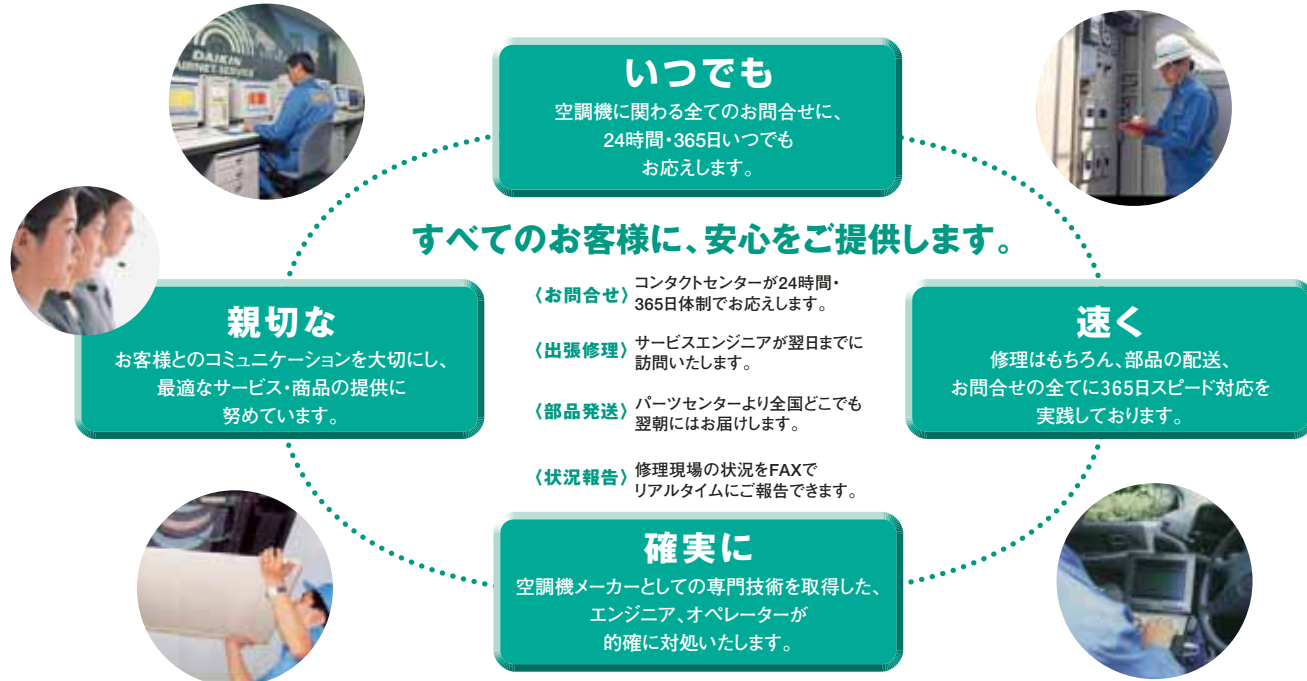 DAIKIN
AIRNET SERVICE
いつでも
空調機に関わる全てのお問合せに、
24時間・365日いつでも
お応えします。
すべてのお客様に、安心をご提供します。
親切な
お客様とのコミュニケーションを大切にし、
最適なサービス・商品の提供に
努めています。
〈お問合せ〉
コンタクトセンターが24時間・
365日体制でお応えします。
〈出張修理〉
サービスエンジニアが翌日までに
訪問いたします。
〈部品発送〉
パーツセンターより全国どこでも
翌朝にはお届けします。
〈状況報告〉
修理現場の状況をFAXで
リアルタイムにご報告できます。
速く
修理はもちろん、部品の配送、
お問合せの全てに365日スピード対応を
実践しております。
確実に
空調機メーカーとしての専門技術を取得した、
エンジニア、オペレーターが
的確に対処いたします。